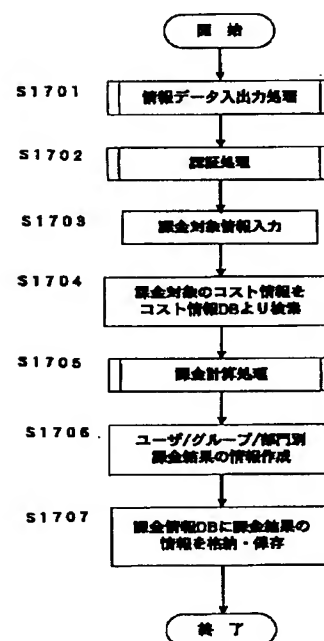 開 始
S1701
情報データ入出力処理
S1702
認証処理
S1703
課金対象情報入力
S1704
課金対象のコスト情報を
コスト情報DBより検索
S1705
課金計算処理
S1706
ユーザ/グループ/部門別
課金結果の情報作成
S1707
課金情報DBに課金結果の
情報を格納・保存
終 了